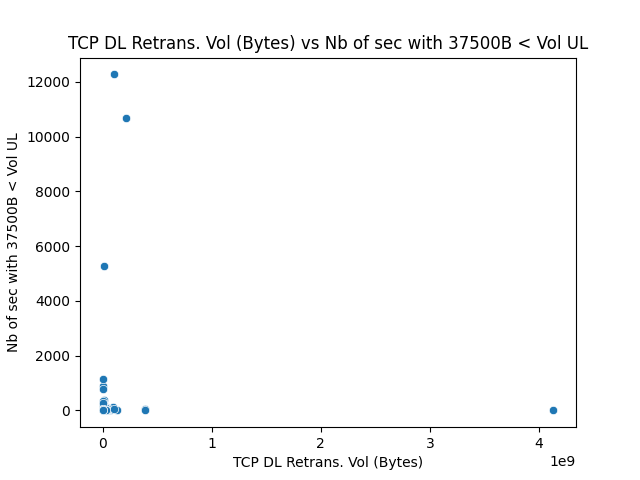 TCP DL Retrans. Vol (Bytes) vs Nb of sec with 37500B < Vol UL
12000
10000
8000
6000
4000
2000
0
Nb of sec with 37500B < Vol UL
0 1 2 3 4
1e9
TCP DL Retrans. Vol (Bytes)